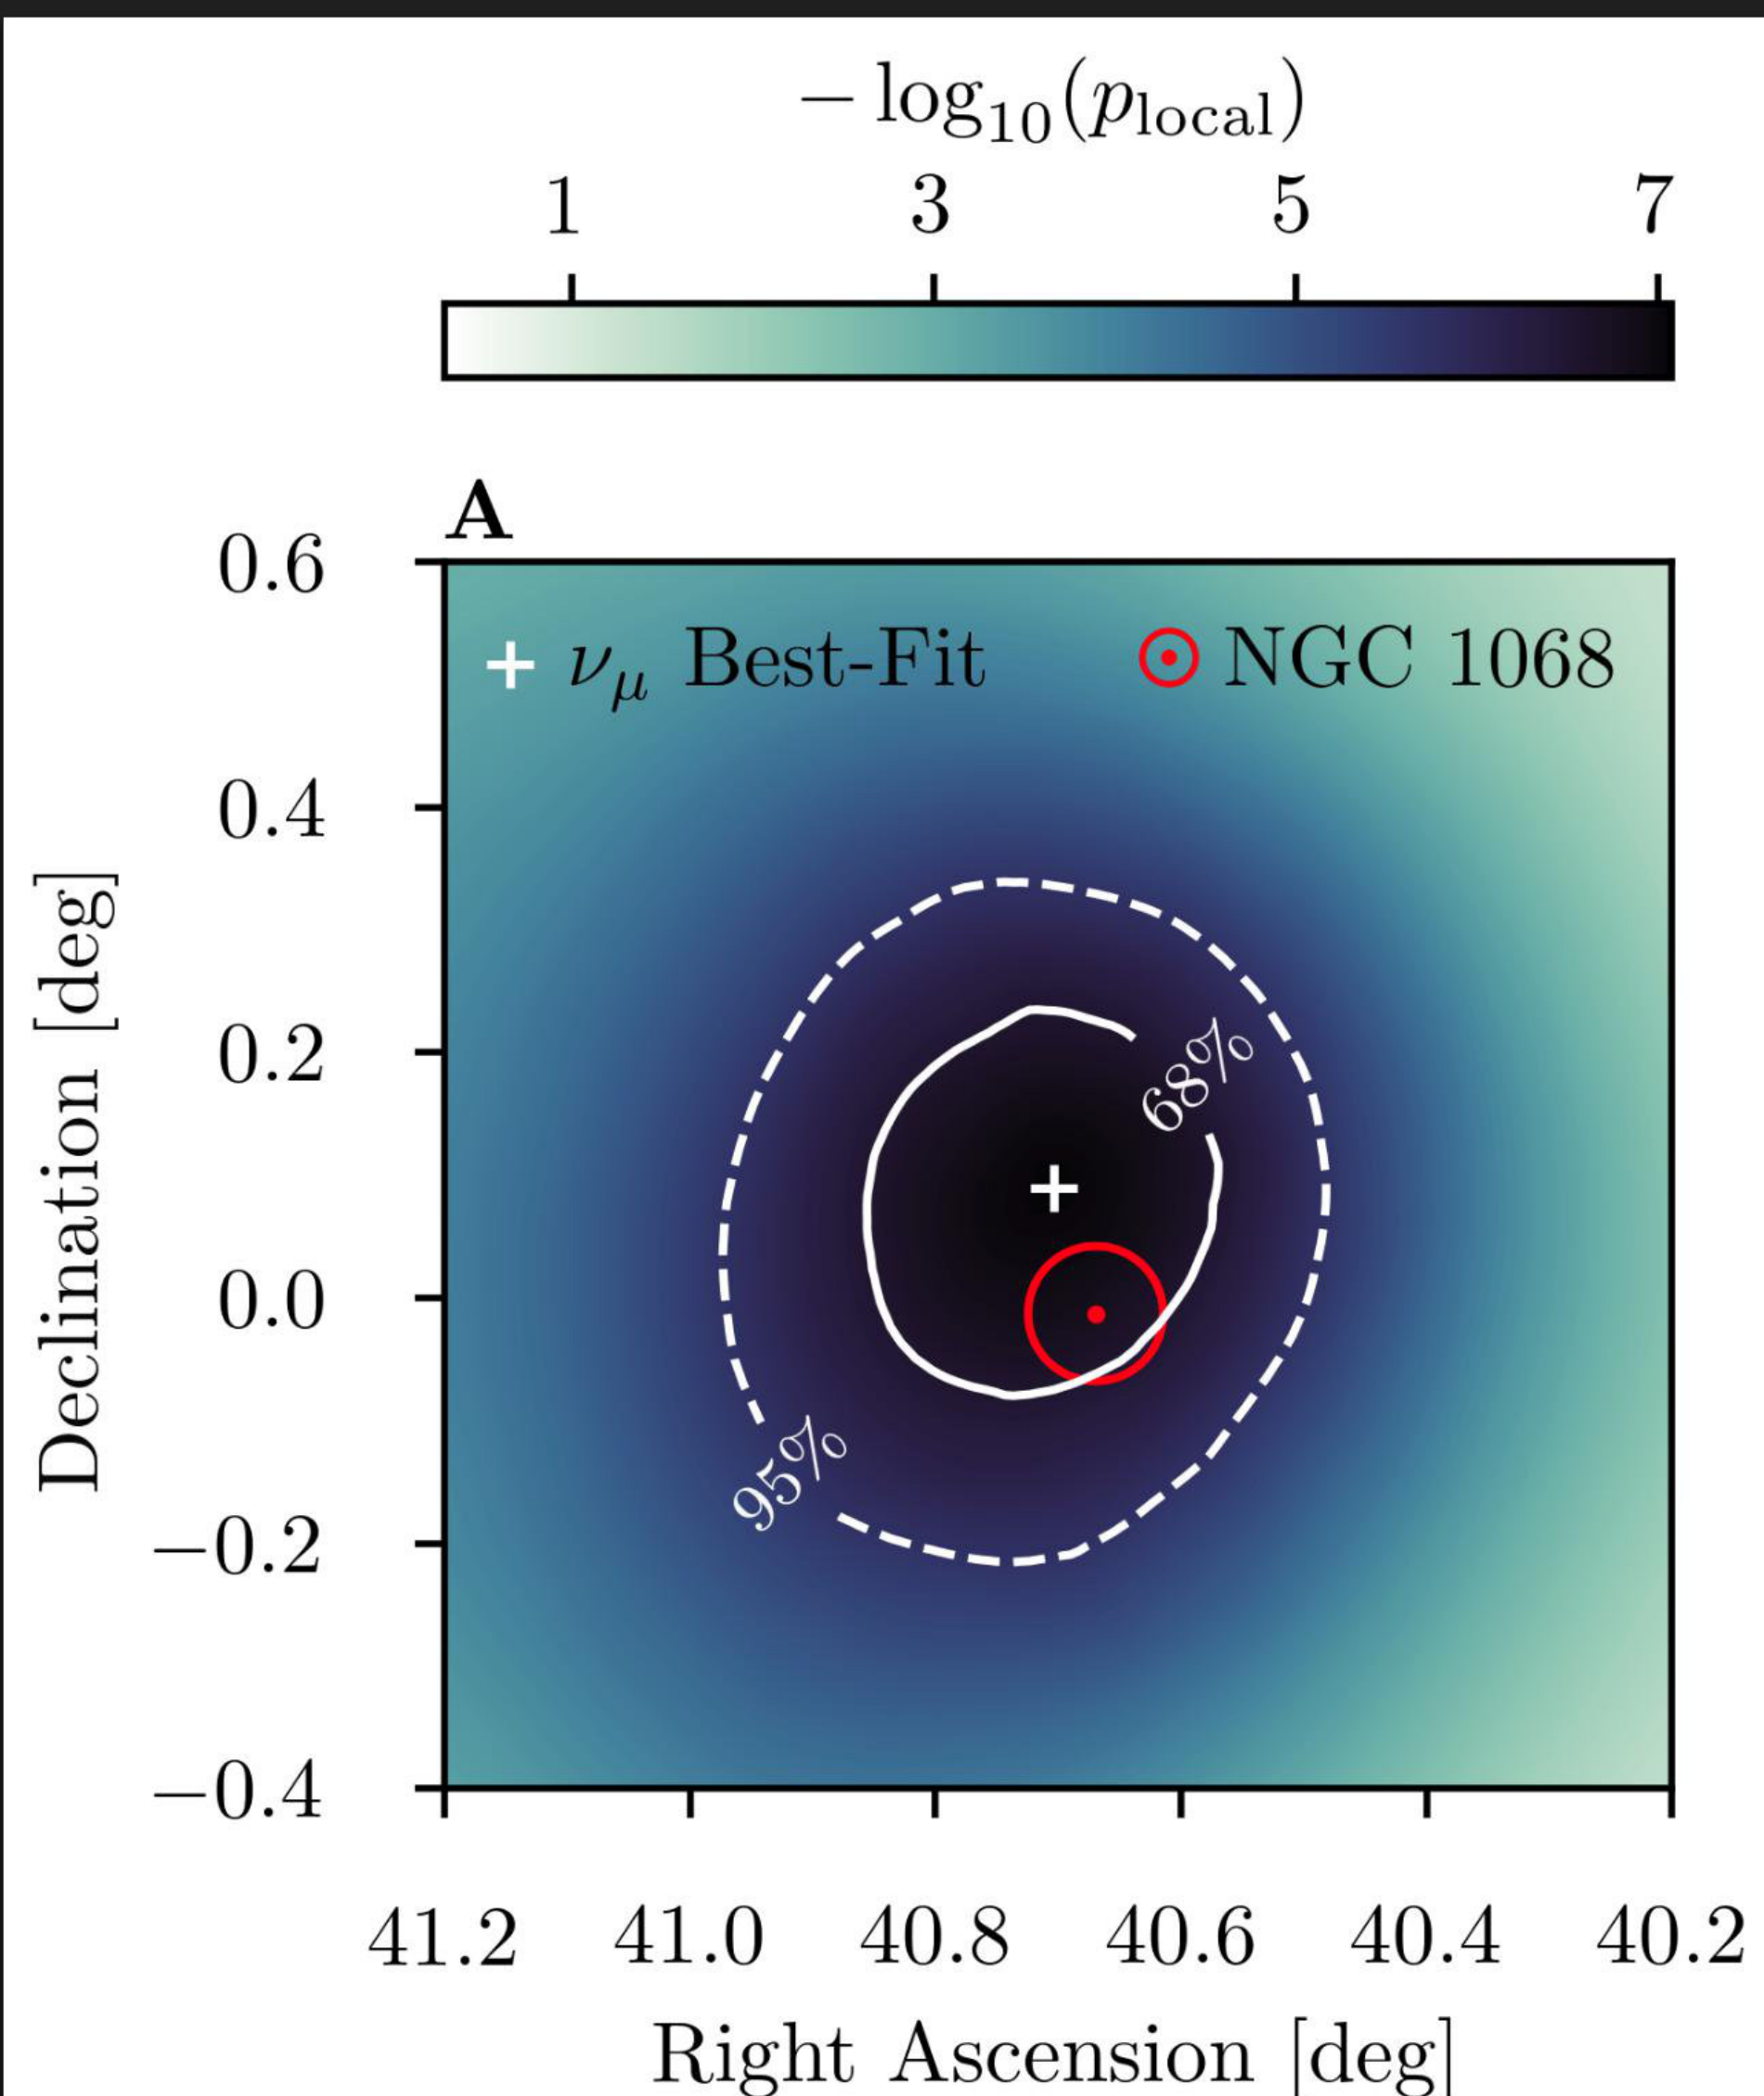 − log₁₀(p_local)
1 3 5 7
A
0.6
+ ν_μ Best-Fit ⊙ NGC 1068
0.4
0.2
68%
0.0
95%
−0.2
−0.4
Declination [deg]
41.2 41.0 40.8 40.6 40.4 40.2
Right Ascension [deg]